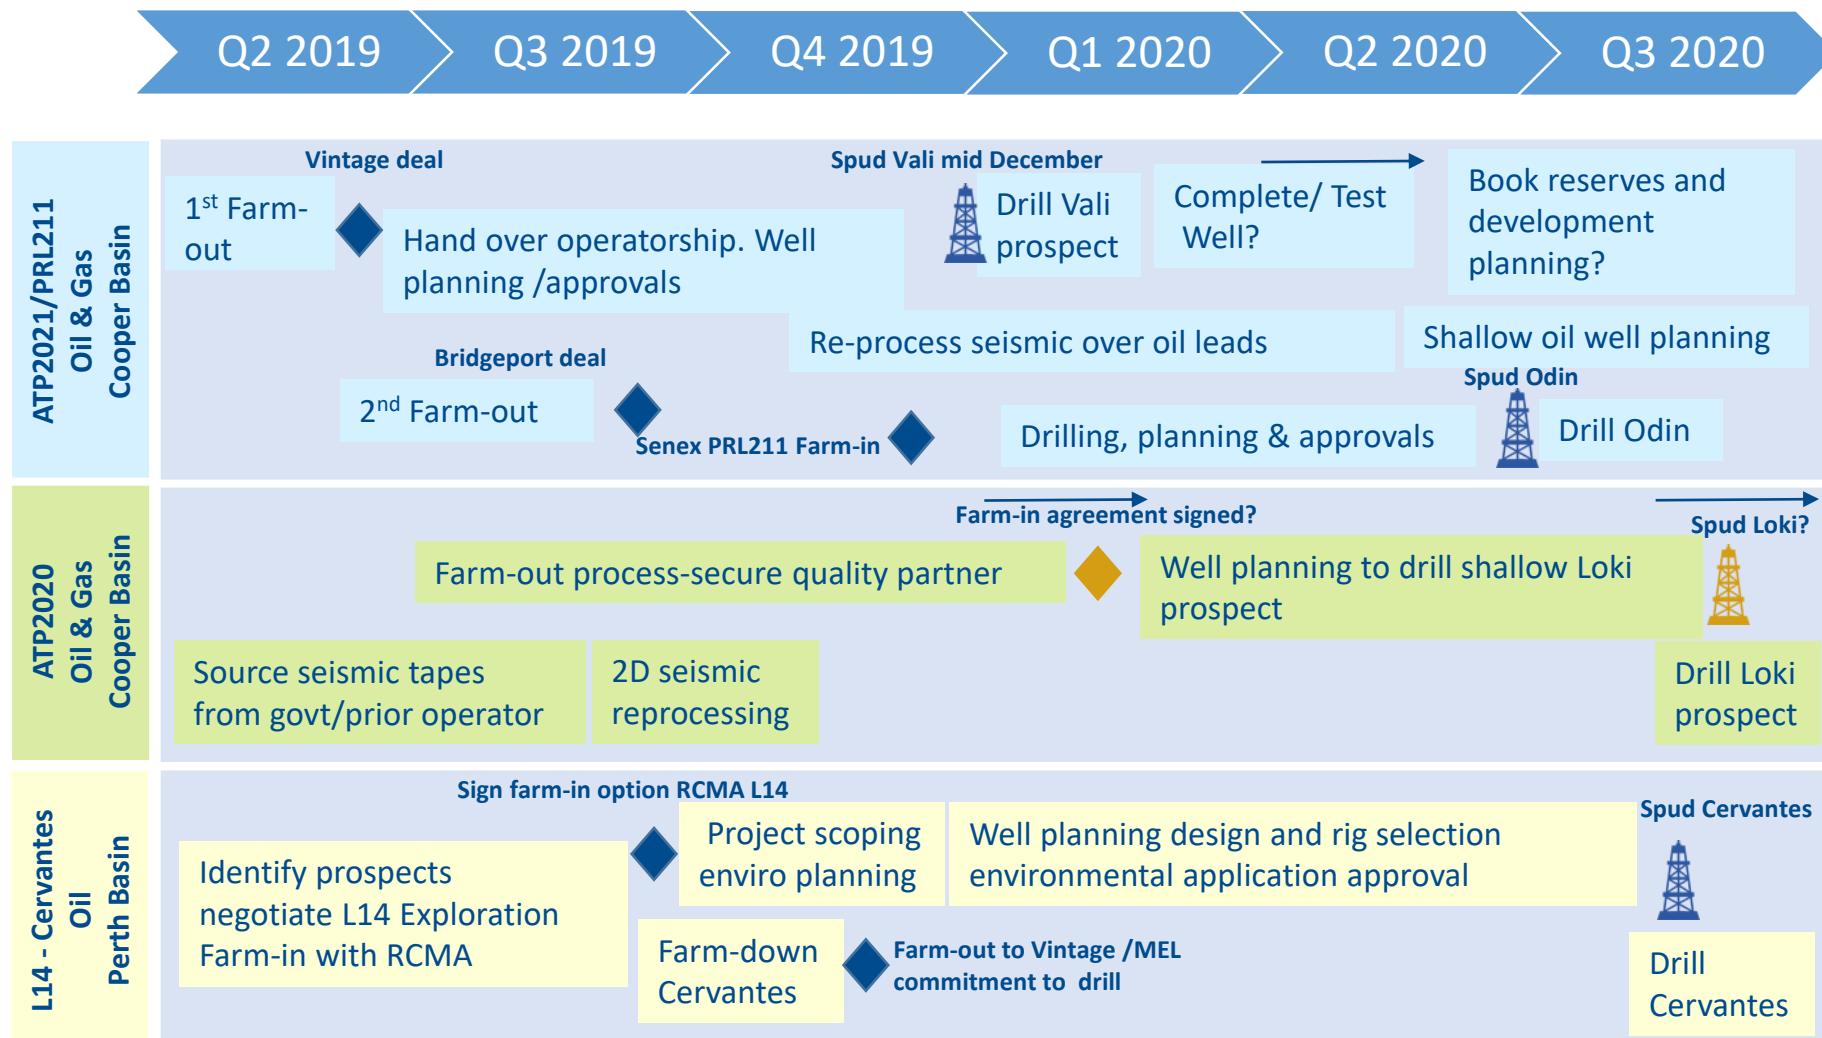 Q2 2019
Q3 2019
Q4 2019
Q1 2020
Q2 2020
Q3 2020
ATP2021/PRL211
Oil & Gas
Cooper Basin
Vintage deal
1st Farm-
out
Hand over operatorship. Well
planning /approvals
Spud Vali mid December
Drill Vali
prospect
Complete/ Test
Well?
Book reserves and
development
planning?
Re-process seismic over oil leads
Shallow oil well planning
Bridgeport deal
2nd Farm-out
Senex PRL211 Farm-in
Drilling, planning & approvals
Spud Odin
Drill Odin
ATP2020
Oil & Gas
Cooper Basin
Farm-in agreement signed?
Spud Loki?
Farm-out process-secure quality partner
Well planning to drill shallow Loki
prospect
Source seismic tapes
from govt/prior operator
2D seismic
reprocessing
Drill Loki
prospect
L14 - Cervantes
Oil
Perth Basin
Sign farm-in option RCMA L14
Identify prospects
negotiate L14 Exploration
Farm-in with RCMA
Project scoping
enviro planning
Well planning design and rig selection
environmental application approval
Spud Cervantes
Farm-down
Cervantes
Farm-out to Vintage /MEL
commitment to drill
Drill
Cervantes